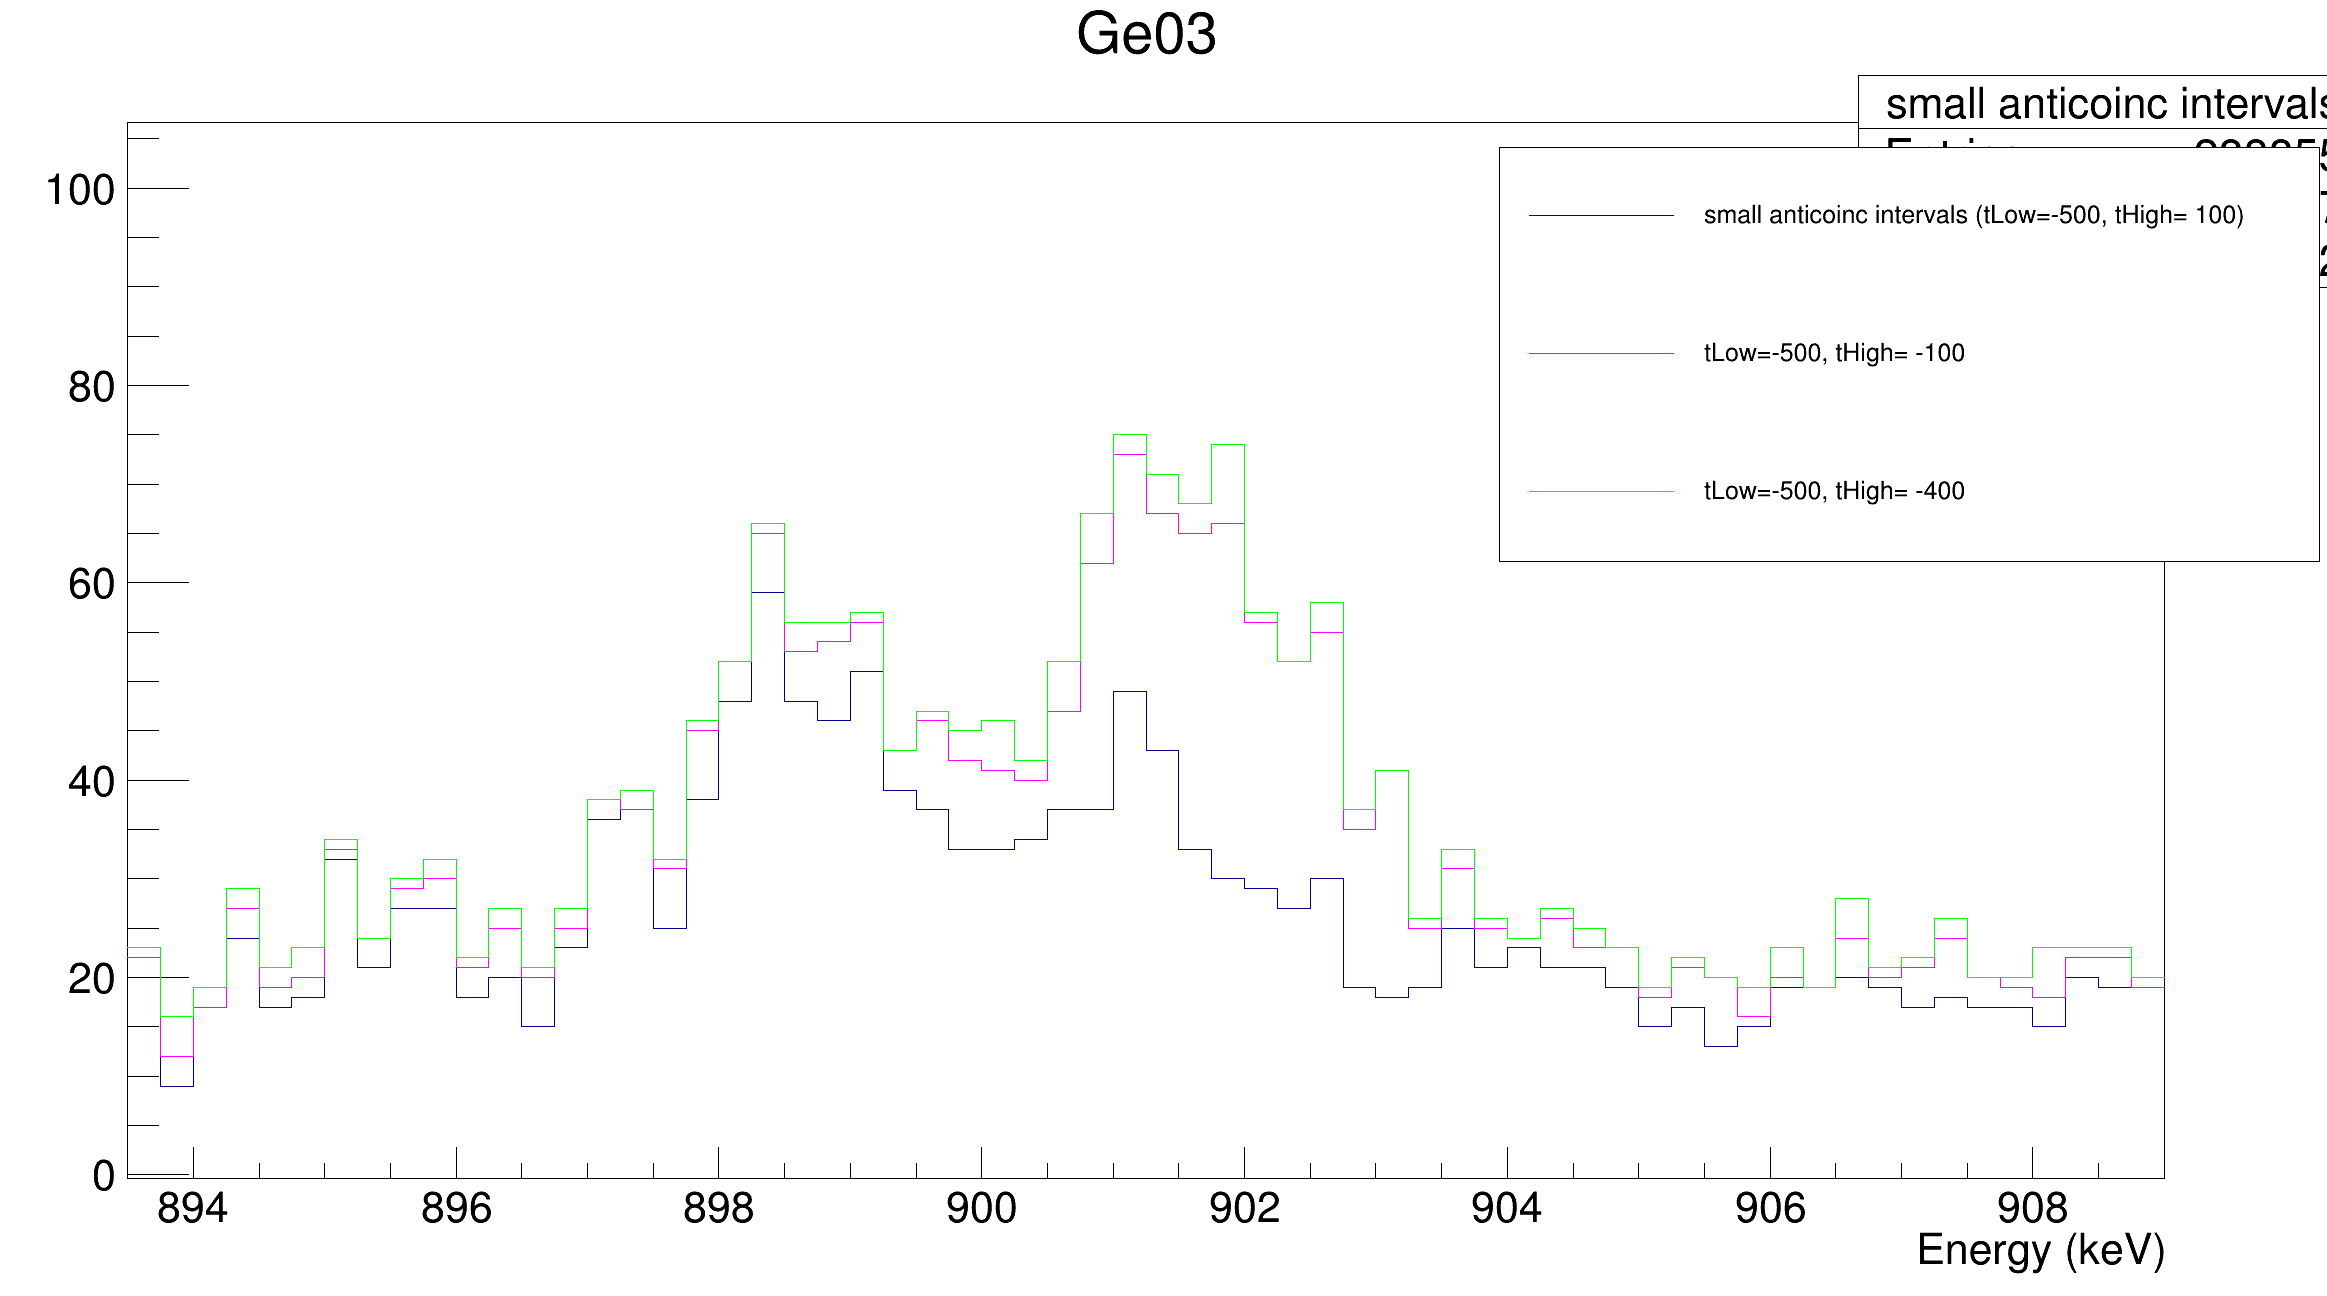 Ge03
small anticoinc intervals
small anticoinc intervals (tLow=-500, tHigh= 100)
tLow=-500, tHigh= -100
tLow=-500, tHigh= -400
100
80
60
40
20
0
894 896 898 900 902 904 906 908
Energy (keV)